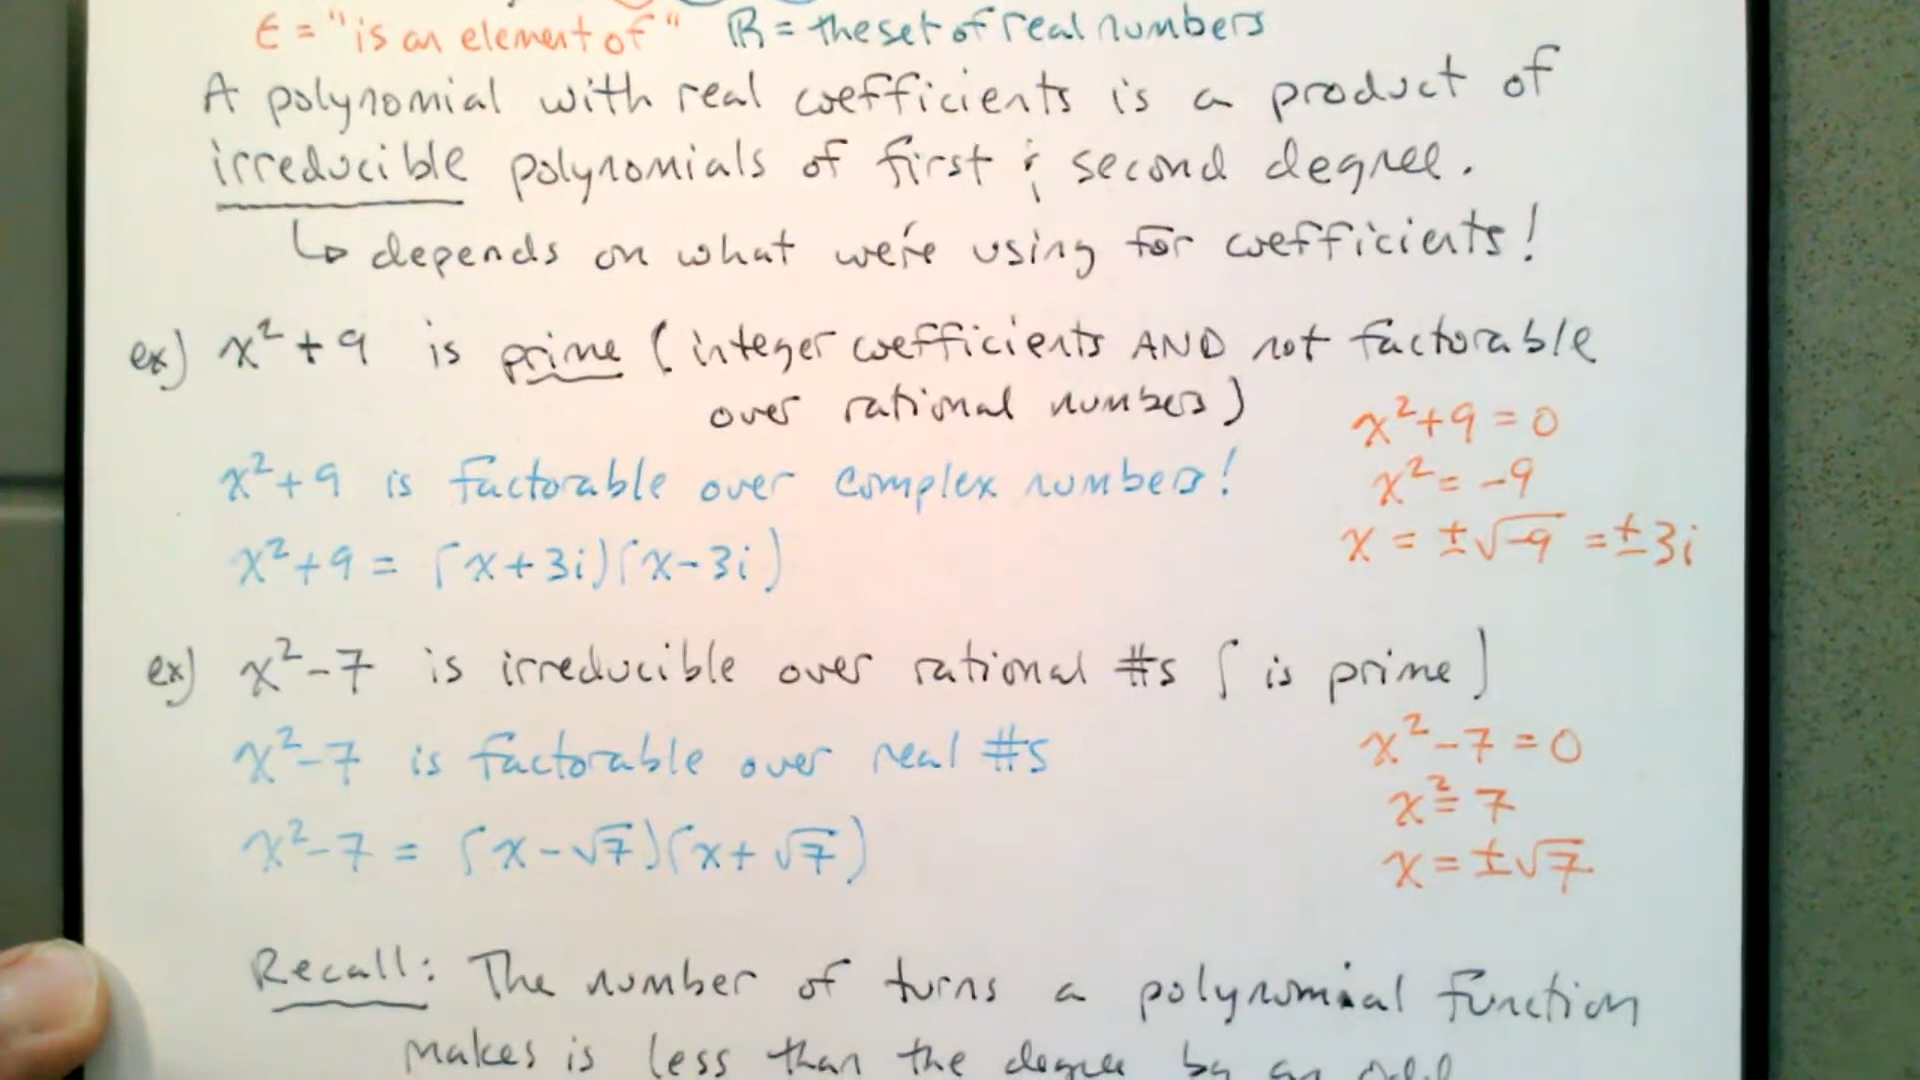 ∈ = "is an element of" ℝ = the set of real numbers
A polynomial with real coefficients is a product of
irreducible polynomials of first & second degree.
↳ depends on what we're using for coefficients!
ex) x²+9 is prime (integer coefficients AND not factorable
over rational numbers)
x²+9=0
x²+9 is factorable over complex numbers!
x²=-9
x²+9 = (x+3i)(x-3i)
x = ±√-9 = ±3i
ex) x²-7 is irreducible over rational #s (is prime)
x²-7 is factorable over real #s
x²-7=0
x²=7
x²-7 = (x-√7)(x+√7)
x=±√7
Recall: The number of turns a polynomial function
makes is less than the degree by an odd